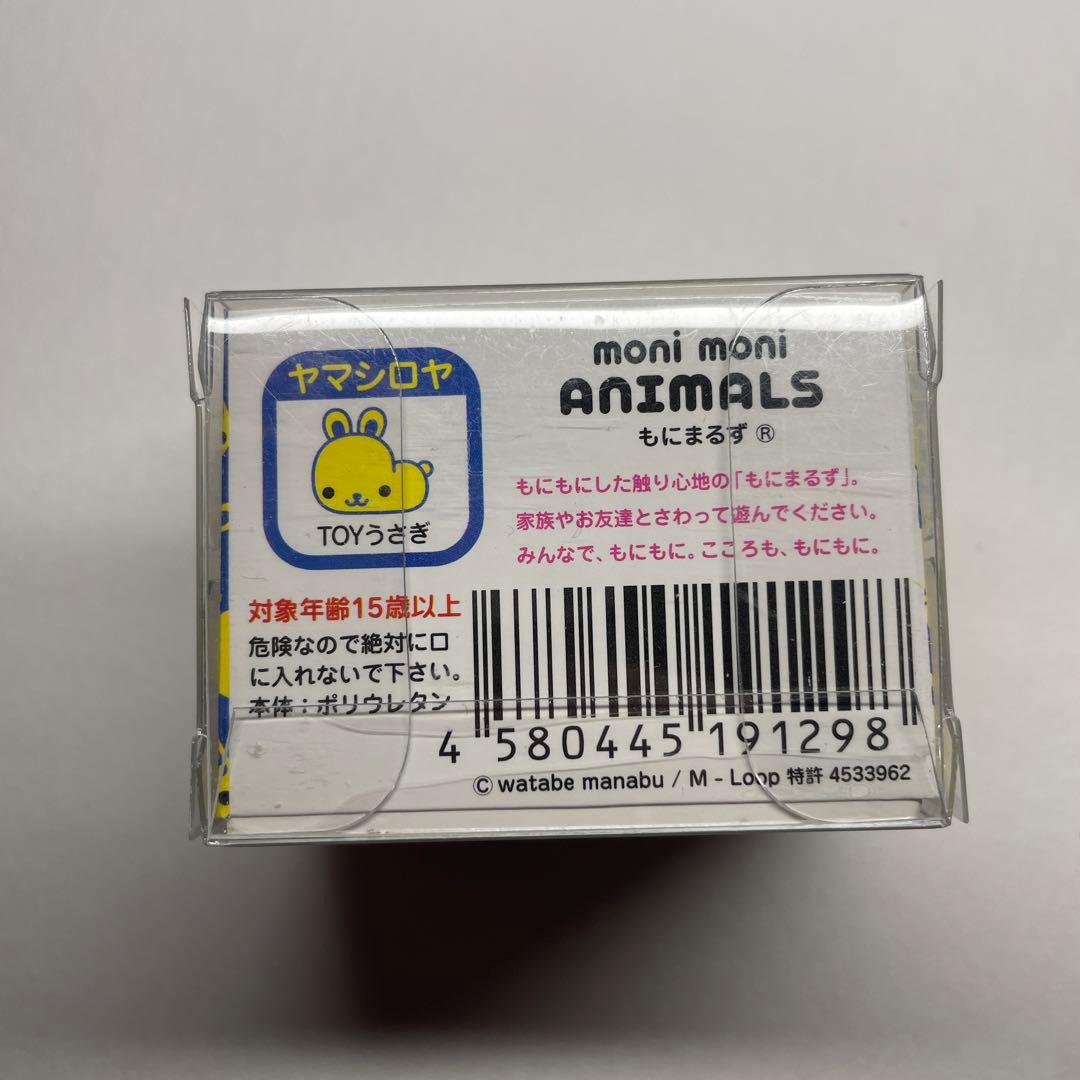 ヤマシロヤ
TOYうさぎ
moni moni
ANIMALS
もにまるず ®
もにもにした触り心地の「もにまるず」。
家族やお友達とさわって遊んでください。
みんなで、もにもに。こころも、もにもに。
対象年齢15歳以上
危険なので絶対に口
に入れないで下さい。
本体：ポリウレタン
4 580445 191298
© watabe manabu / M - Loop 特許 4533962